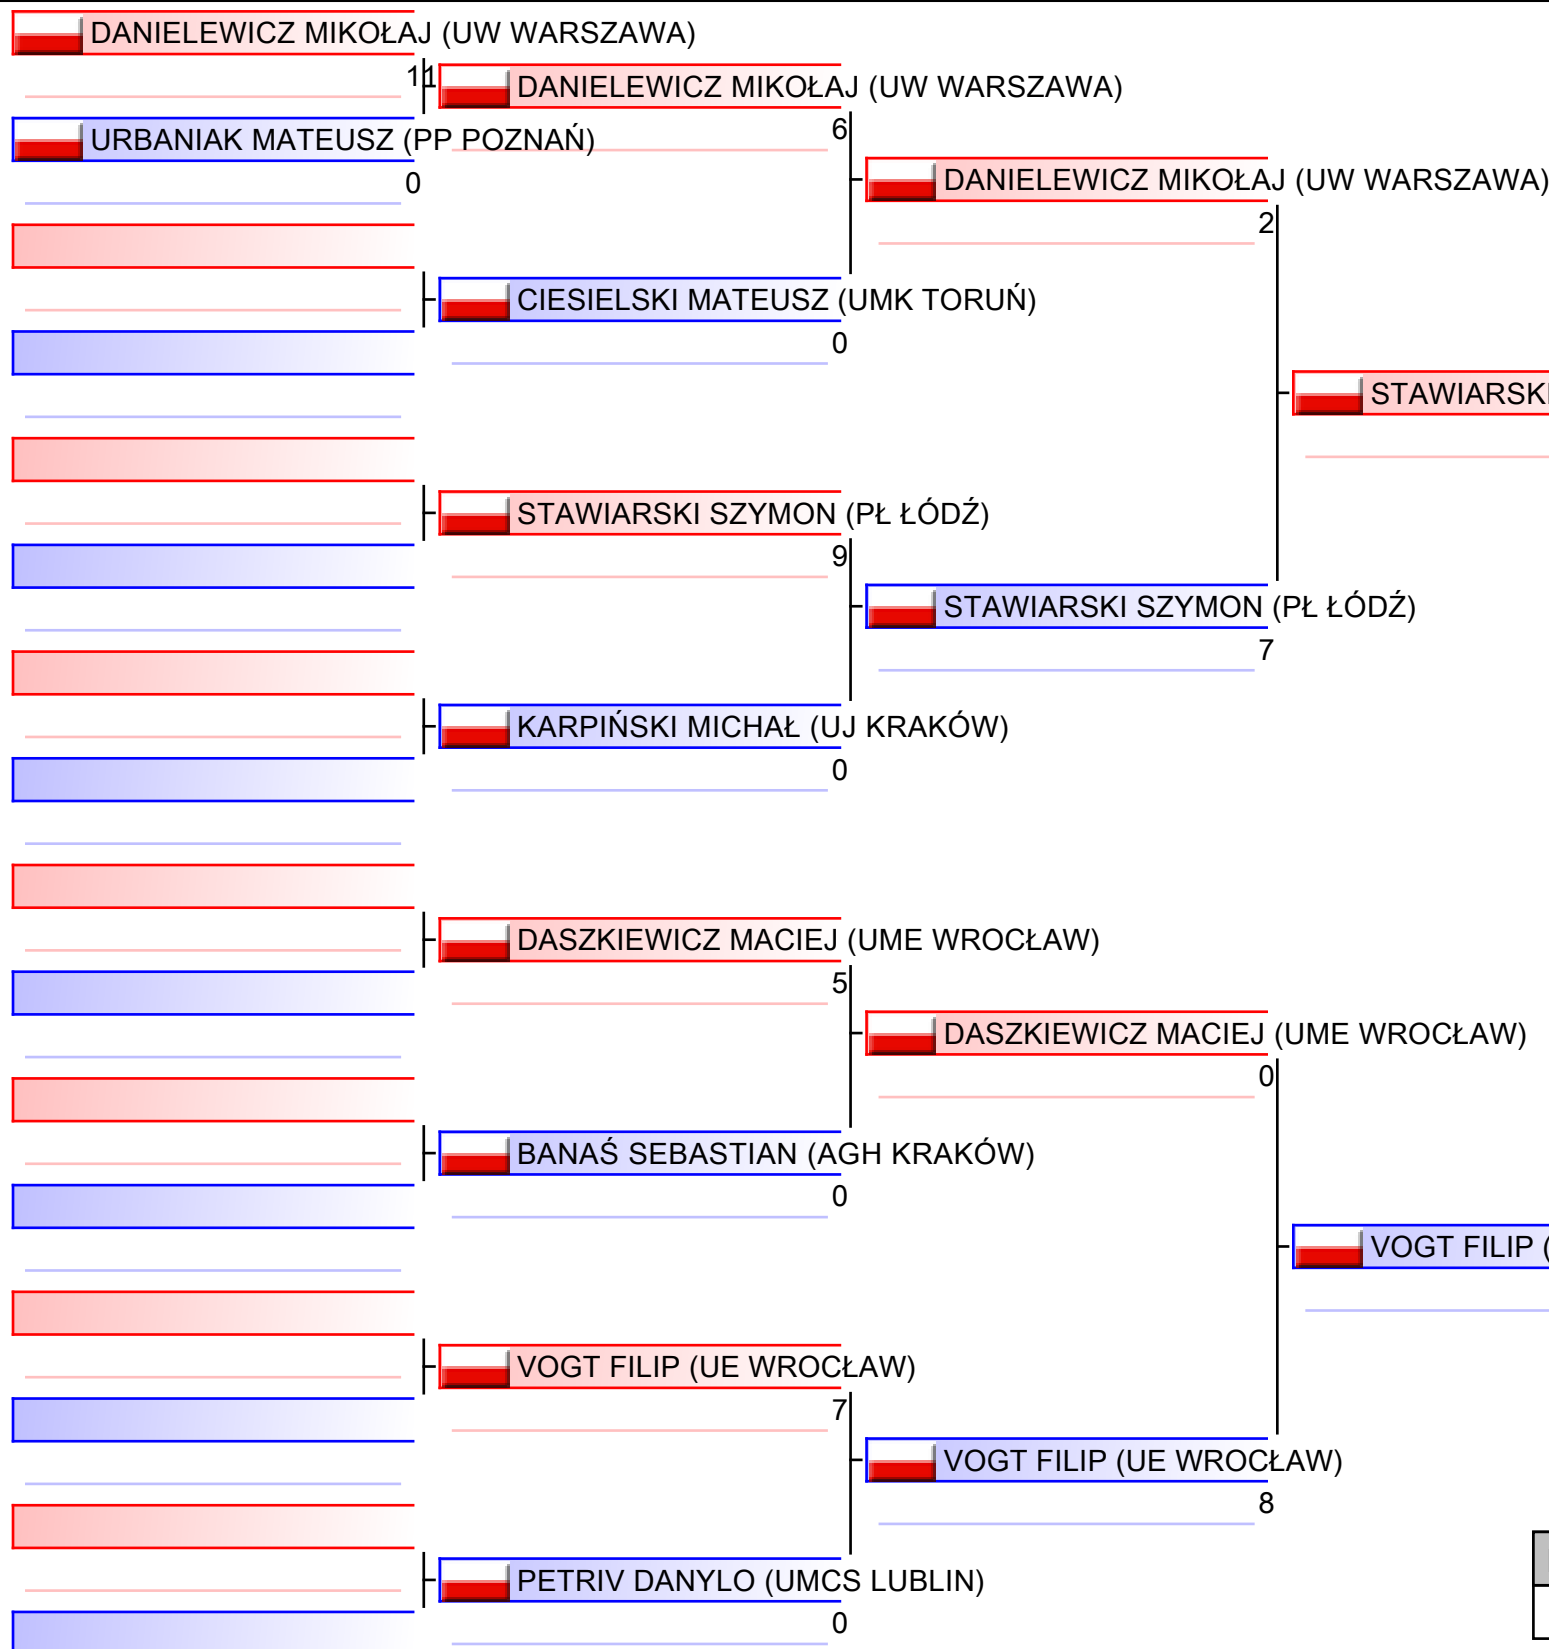 DANIELEWICZ MIKOŁAJ (UW WARSZAWA)
11
URBANIAK MATEUSZ (PP POZNAŃ)
0
DANIELEWICZ MIKOŁAJ (UW WARSZAWA)
6
CIESIELSKI MATEUSZ (UMK TORUŃ)
0
STAWIARSKI SZYMON (PŁ ŁÓDŹ)
9
KARPIŃSKI MICHAŁ (UJ KRAKÓW)
0
DASZKIEWICZ MACIEJ (UME WROCŁAW)
5
BANAŚ SEBASTIAN (AGH KRAKÓW)
0
VOGT FILIP (UE WROCŁAW)
7
PETRIV DANYLO (UMCS LUBLIN)
0
DANIELEWICZ MIKOŁAJ (UW WARSZAWA)
2
STAWIARSKI SZYMON (PŁ ŁÓDŹ)
7
DASZKIEWICZ MACIEJ (UME WROCŁAW)
0
VOGT FILIP (UE WROCŁAW)
8
STAWIARSKI
VOGT FILIP (